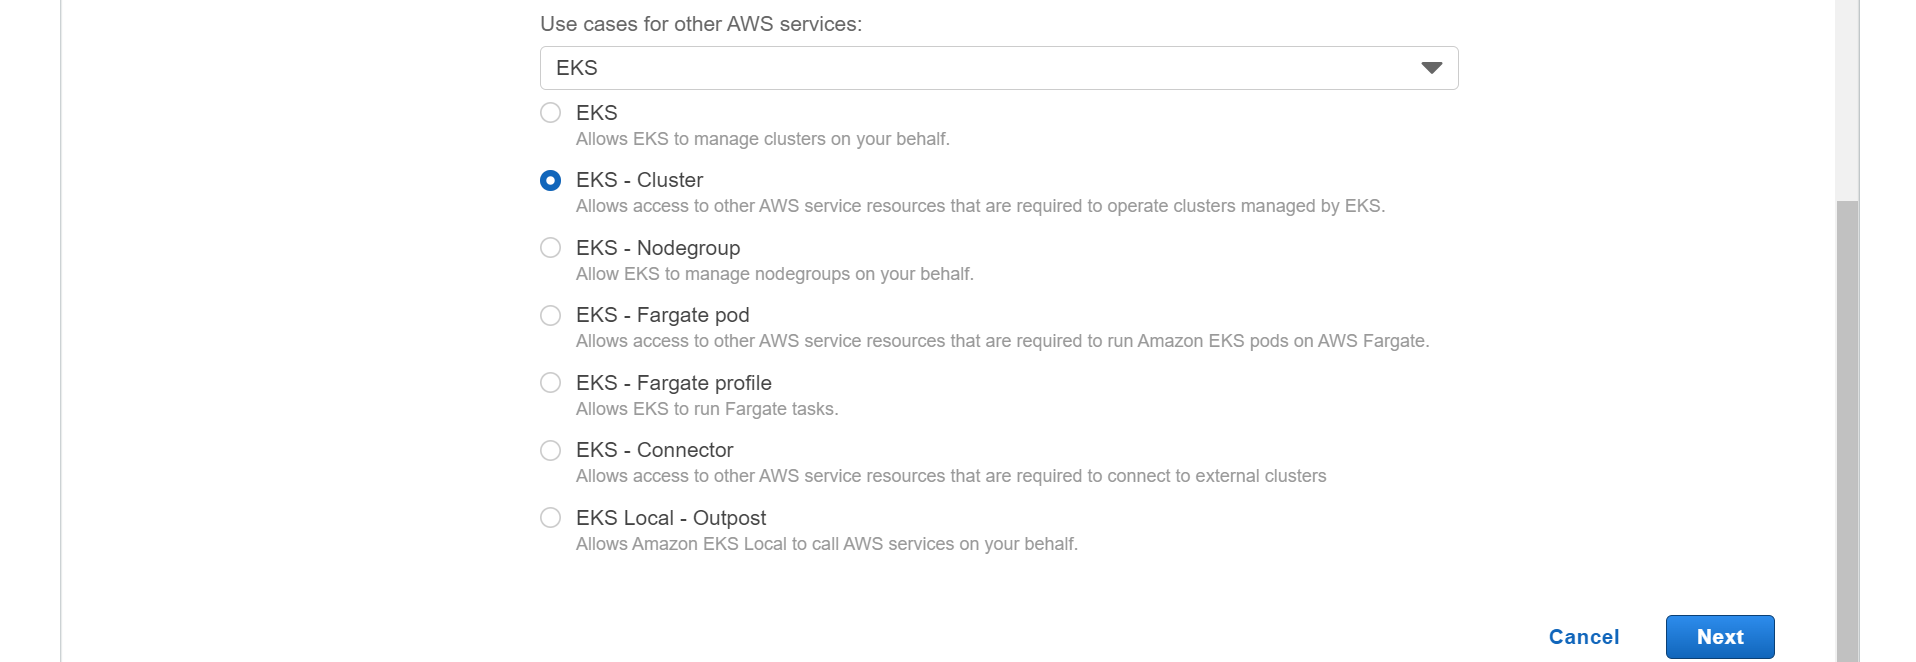 Use cases for other AWS services:
EKS
EKS
Allows EKS to manage clusters on your behalf.
EKS - Cluster
Allows access to other AWS service resources that are required to operate clusters managed by EKS.
EKS - Nodegroup
Allow EKS to manage nodegroups on your behalf.
EKS - Fargate pod
Allows access to other AWS service resources that are required to run Amazon EKS pods on AWS Fargate.
EKS - Fargate profile
Allows EKS to run Fargate tasks.
EKS - Connector
Allows access to other AWS service resources that are required to connect to external clusters
EKS Local - Outpost
Allows Amazon EKS Local to call AWS services on your behalf.
Cancel Next